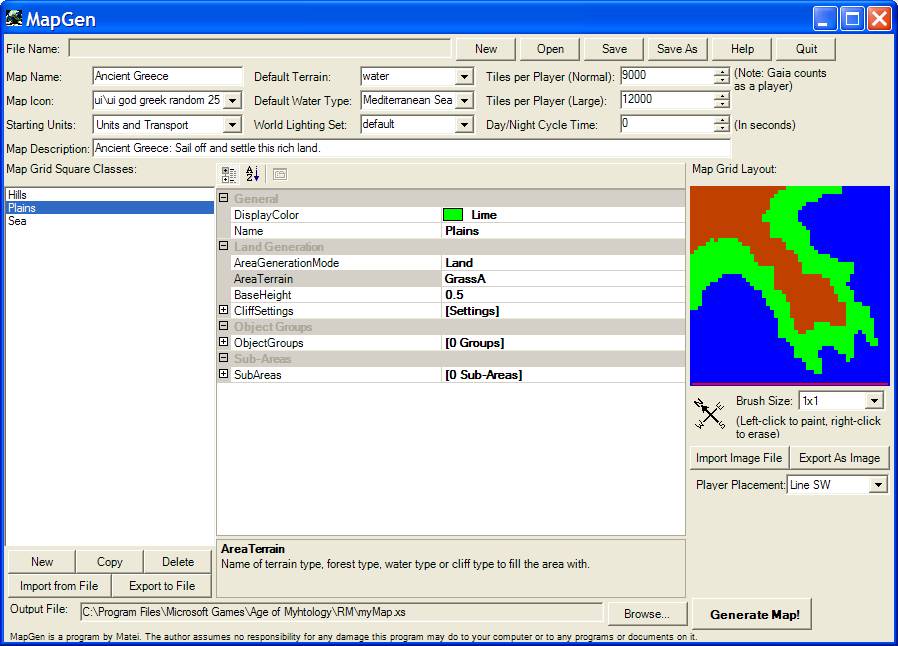 MapGen
File Name: New Open Save Save As Help Quit
Map Name: Ancient Greece Default Terrain: water Tiles per Player (Normal): 9000 (Note: Gaia counts
as a player)
Map Icon: ui\ui god greek random 25 Default Water Type: Mediterranean Sea Tiles per Player (Large): 12000
Starting Units: Units and Transport World Lighting Set: default Day/Night Cycle Time: 0 (In seconds)
Map Description: Ancient Greece: Sail off and settle this rich land.
Map Grid Square Classes:
Hills
Plains
Sea
New Copy Delete
Import from File Export to File
General
DisplayColor Lime
Name Plains
Land Generation
AreaGenerationMode Land
AreaTerrain GrassA
BaseHeight 0.5
CliffSettings [Settings]
Object Groups
ObjectGroups [0 Groups]
Sub-Areas
SubAreas [0 Sub-Areas]
AreaTerrain
Name of terrain type, forest type, water type or cliff type to fill the area with.
Map Grid Layout:
N E
W S
Brush Size: 1x1
(Left-click to paint, right-click
to erase)
Import Image File Export As Image
Player Placement: Line SW
Output File: C:\Program Files\Microsoft Games\Age of Myhtology\RM\myMap.xs Browse... Generate Map!
MapGen is a program by Matei. The author assumes no responsibility for any damage this program may do to your computer or to any programs or documents on it.